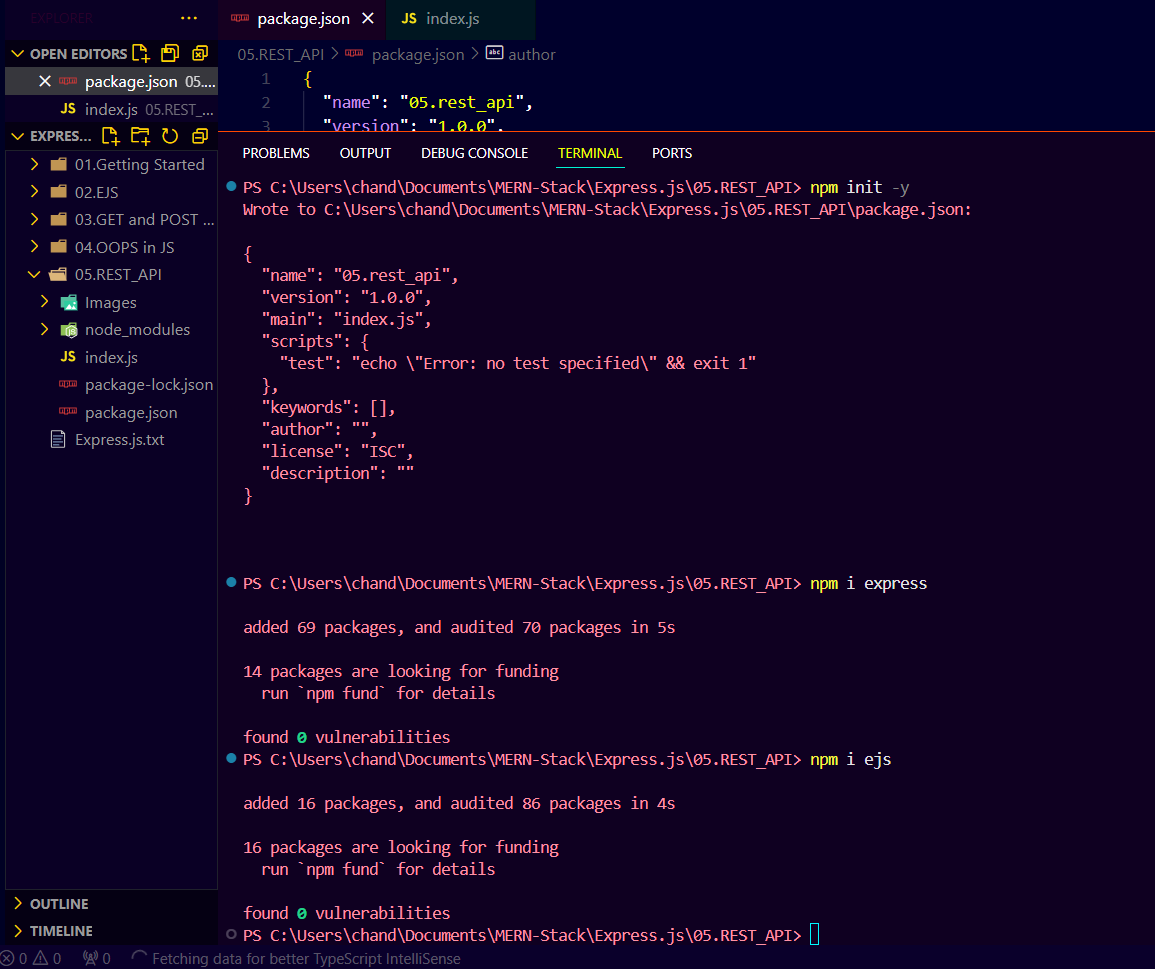 EXPLORER ...
OPEN EDITORS
package.json 05....
JS index.js 05.REST_...
EXPRES...
01.Getting Started
02.EJS
03.GET and POST ...
04.OOPS in JS
05.REST_API
Images
node_modules
JS index.js
package-lock.json
package.json
Express.js.txt
OUTLINE
TIMELINE
package.json
JS index.js
05.REST_API > package.json > abc author
1 {
2 "name": "05.rest_api",
3 "version": "1.0.0",
PROBLEMS OUTPUT DEBUG CONSOLE TERMINAL PORTS
PS C:\Users\chand\Documents\MERN-Stack\Express.js\05.REST_API> npm init -y
Wrote to C:\Users\chand\Documents\MERN-Stack\Express.js\05.REST_API\package.json:
{
"name": "05.rest_api",
"version": "1.0.0",
"main": "index.js",
"scripts": {
"test": "echo \"Error: no test specified\" && exit 1"
},
"keywords": [],
"author": "",
"license": "ISC",
"description": ""
}
PS C:\Users\chand\Documents\MERN-Stack\Express.js\05.REST_API> npm i express
added 69 packages, and audited 70 packages in 5s
14 packages are looking for funding
run `npm fund` for details
found 0 vulnerabilities
PS C:\Users\chand\Documents\MERN-Stack\Express.js\05.REST_API> npm i ejs
added 16 packages, and audited 86 packages in 4s
16 packages are looking for funding
run `npm fund` for details
found 0 vulnerabilities
PS C:\Users\chand\Documents\MERN-Stack\Express.js\05.REST_API>
0 0 0 Fetching data for better TypeScript IntelliSense